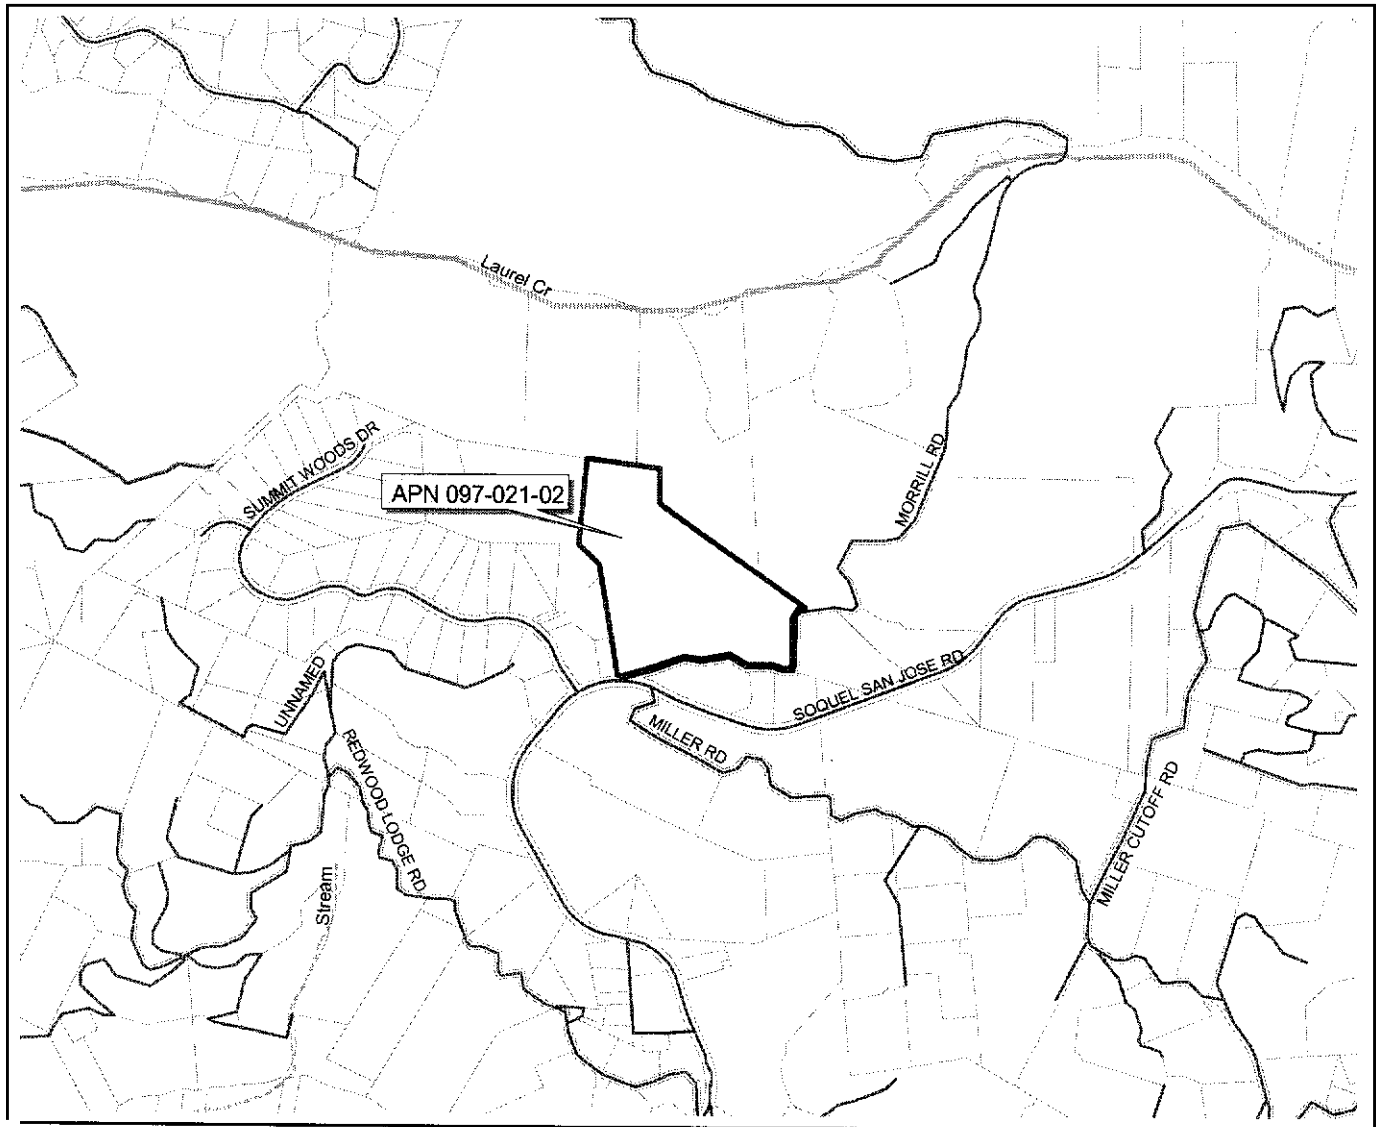 Laurel Cr
SUMMIT WOODS DR
MORRILL RD
APN 097-021-02
UNNAMED
SOQUEL SAN JOSE RD
MILLER RD
REDWOOD LODGE RD
MILLER CUTOFF RD
Stream